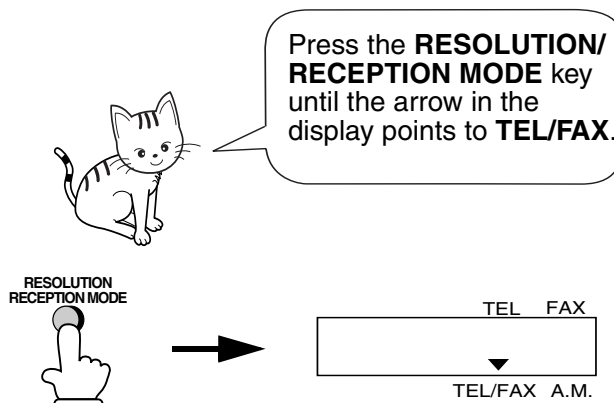 Press the RESOLUTION/
RECEPTION MODE key
until the arrow in the
display points to TEL/FAX.
RESOLUTION
RECEPTION MODE
TEL FAX
TEL/FAX A.M.